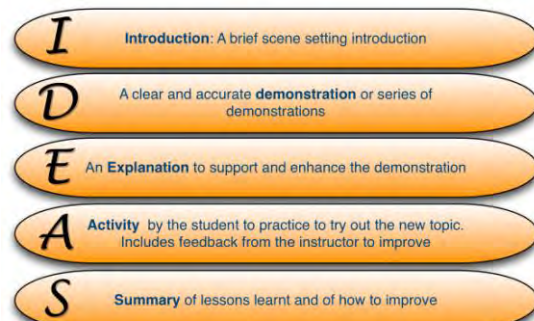 I Introduction: A brief scene setting introduction
D A clear and accurate demonstration or series of
demonstrations
E An Explanation to support and enhance the demonstration
A Activity by the student to practice to try out the new topic.
Includes feedback from the instructor to improve
S Summary of lessons learnt and of how to improve